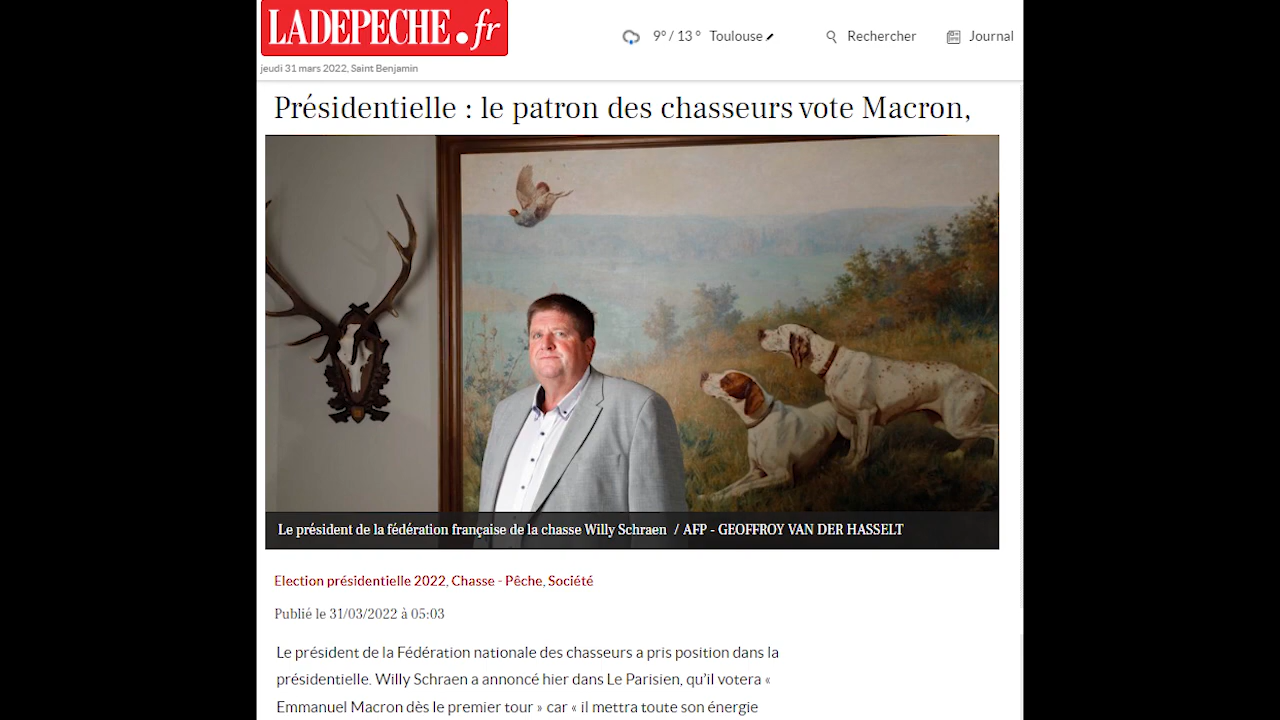 LADEPECHE.fr
9° / 13 ° Toulouse
Rechercher
Journal
jeudi 31 mars 2022, Saint Benjamin
Présidentielle : le patron des chasseurs vote Macron,
Le président de la fédération française de la chasse Willy Schraen / AFP - GEOFFROY VAN DER HASSELT
Election présidentielle 2022, Chasse - Pêche, Société
Publié le 31/03/2022 à 05:03
Le président de la Fédération nationale des chasseurs a pris position dans la
présidentielle. Willy Schraen a annoncé hier dans Le Parisien, qu’il votera «
Emmanuel Macron dès le premier tour » car « il mettra toute son énergie